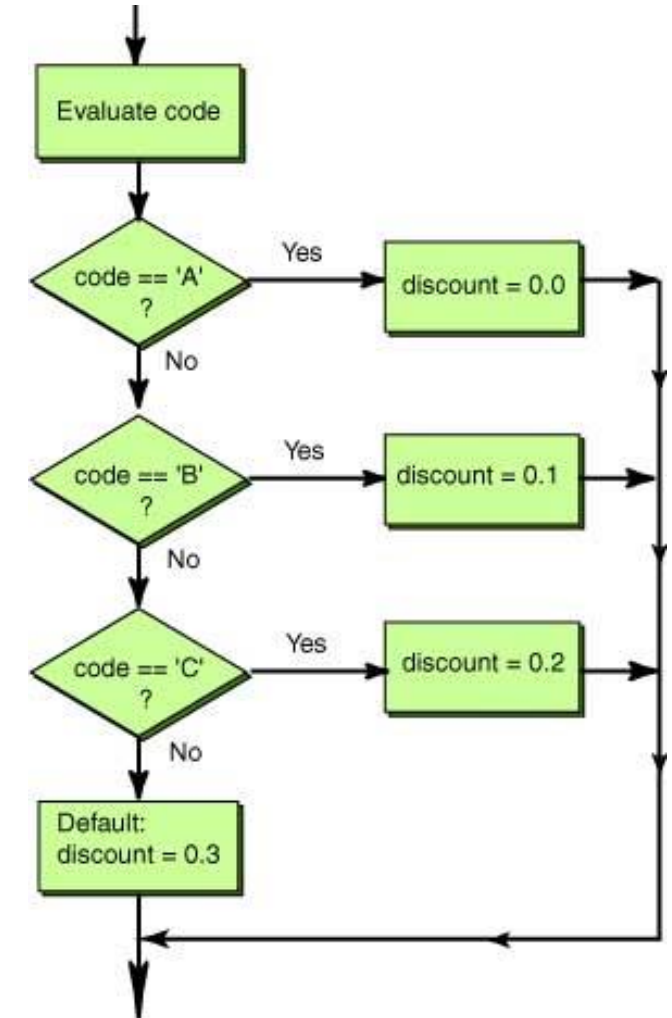 Evaluate code
code == 'A'
?
Yes
discount = 0.0
No
code == 'B'
?
Yes
discount = 0.1
No
code == 'C'
?
Yes
discount = 0.2
No
Default:
discount = 0.3